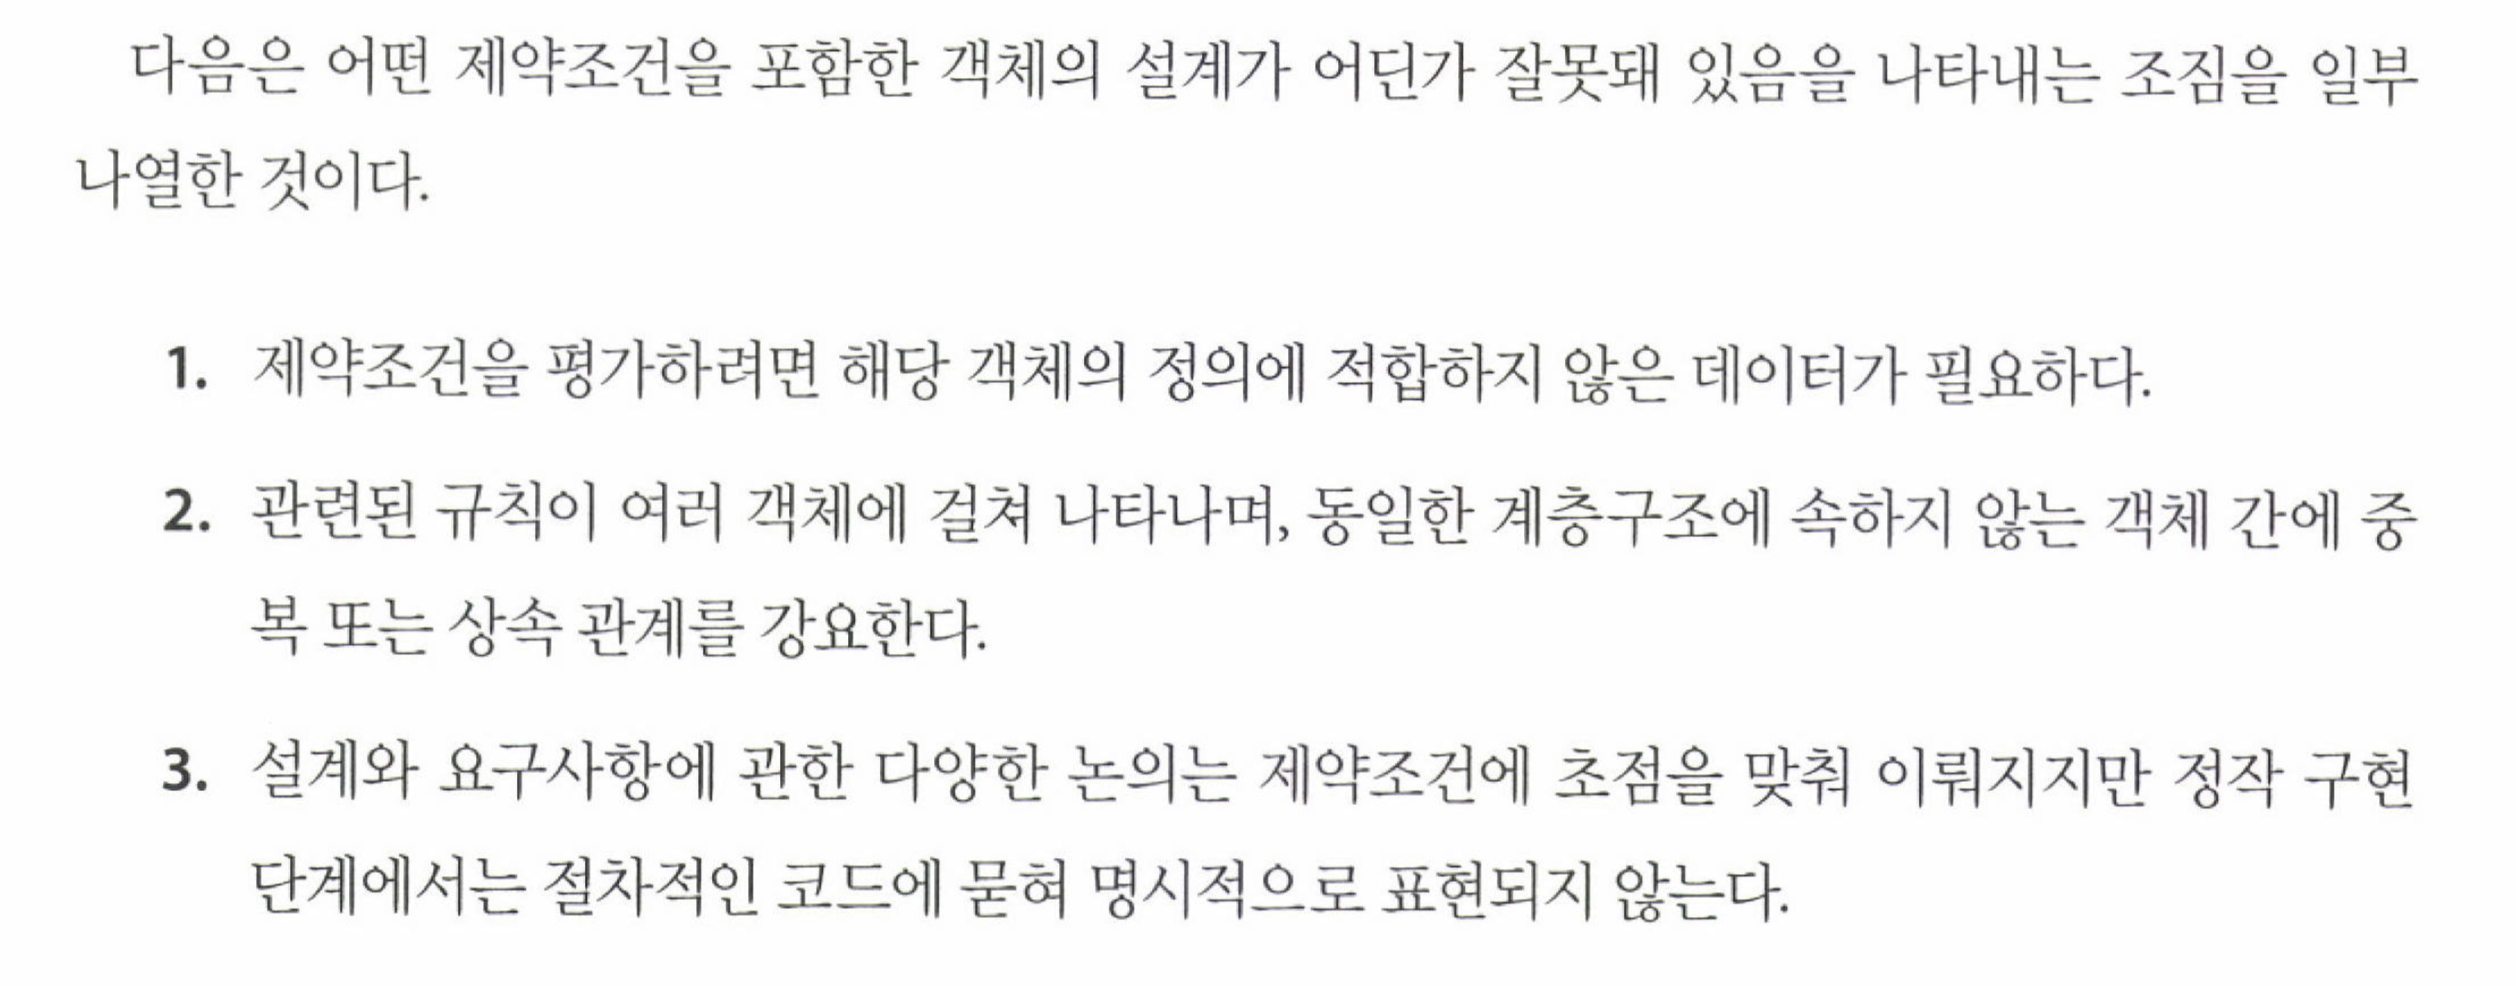 다음은 어떤 제약조건을 포함한 객체의 설계가 어딘가 잘못돼 있음을 나타내는 조짐을 일부
나열한 것이다.
1. 제약조건을 평가하려면 해당 객체의 정의에 적합하지 않은 데이터가 필요하다.
2. 관련된 규칙이 여러 객체에 걸쳐 나타나며, 동일한 계층구조에 속하지 않는 객체 간에 중
복 또는 상속 관계를 강요한다.
3. 설계와 요구사항에 관한 다양한 논의는 제약조건에 초점을 맞춰 이뤄지지만 정작 구현
단계에서는 절차적인 코드에 묻혀 명시적으로 표현되지 않는다.